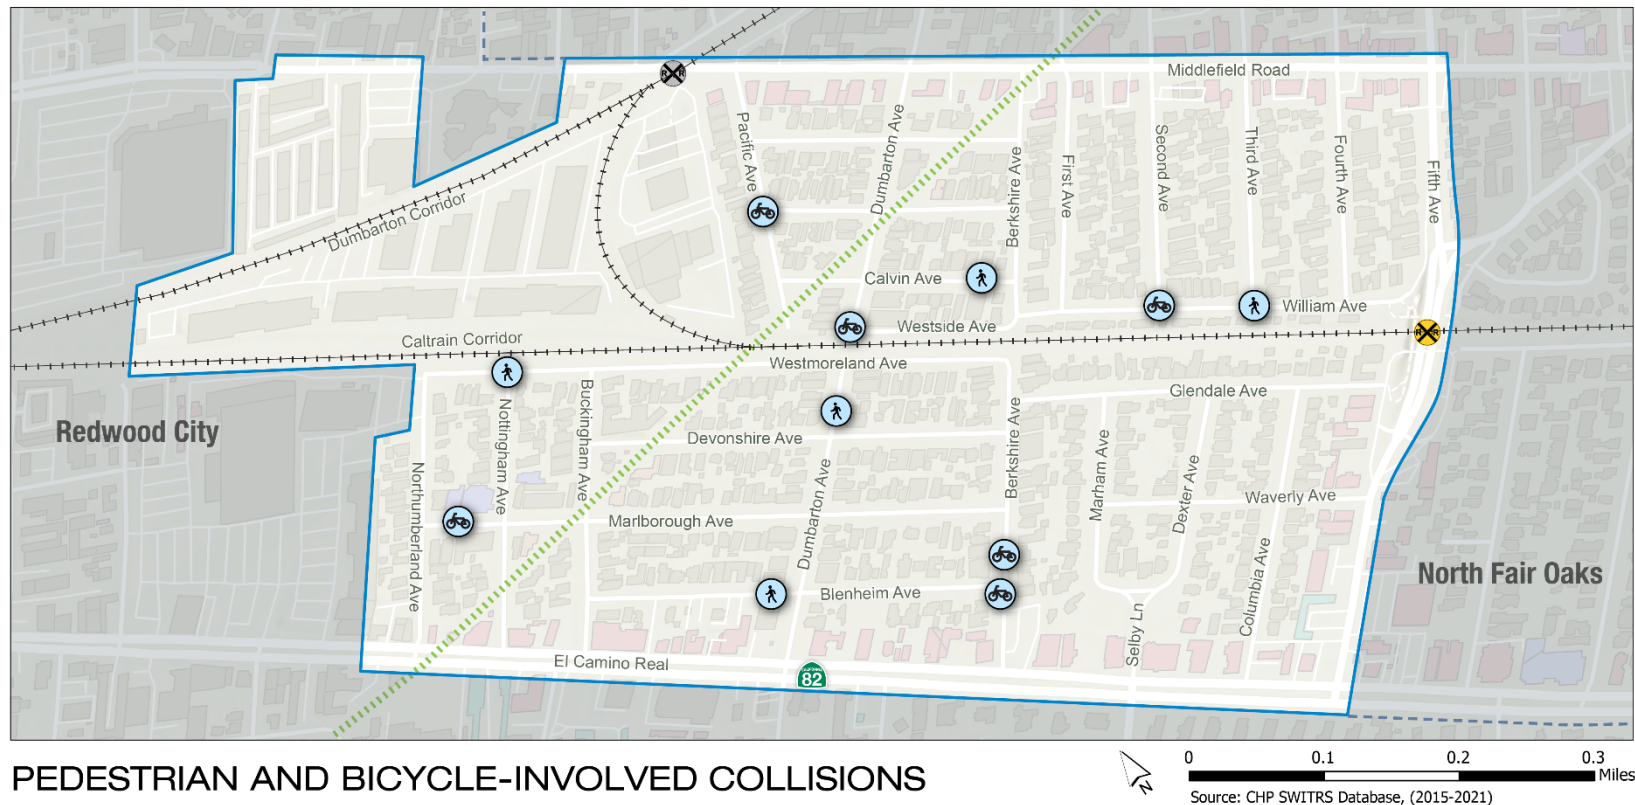 Middlefield Road
R R
Pacific Ave
Dumbarton Ave
Berkshire Ave
First Ave
Second Ave
Third Ave
Fourth Ave
Fifth Ave
Dumbarton Corridor
Calvin Ave
William Ave
Westside Ave
R R
Caltrain Corridor
Westmoreland Ave
Glendale Ave
Redwood City
Nottingham Ave
Buckingham Ave
Devonshire Ave
Berkshire Ave
Marham Ave
Dexter Ave
Waverly Ave
Northumberland Ave
Marlborough Ave
Dumbarton Ave
Columbia Ave
North Fair Oaks
Blenheim Ave
Selby Ln
El Camino Real
CALIFORNIA
82
PEDESTRIAN AND BICYCLE-INVOLVED COLLISIONS
N
0 0.1 0.2 0.3
Miles
Source: CHP SWITRS Database, (2015-2021)